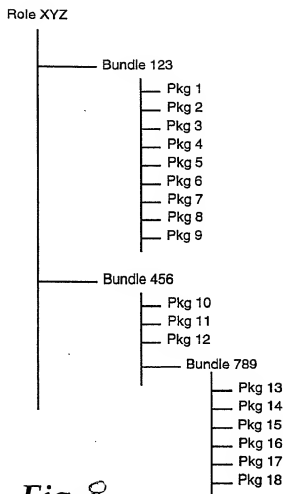 Role XYZ
Bundle 123
Pkg 1
Pkg 2
Pkg 3
Pkg 4
Pkg 5
Pkg 6
Pkg 7
Pkg 8
Pkg 9
Bundle 456
Pkg 10
Pkg 11
Pkg 12
Bundle 789
Pkg 13
Pkg 14
Pkg 15
Pkg 16
Pkg 17
Pkg 18
Fig. 8